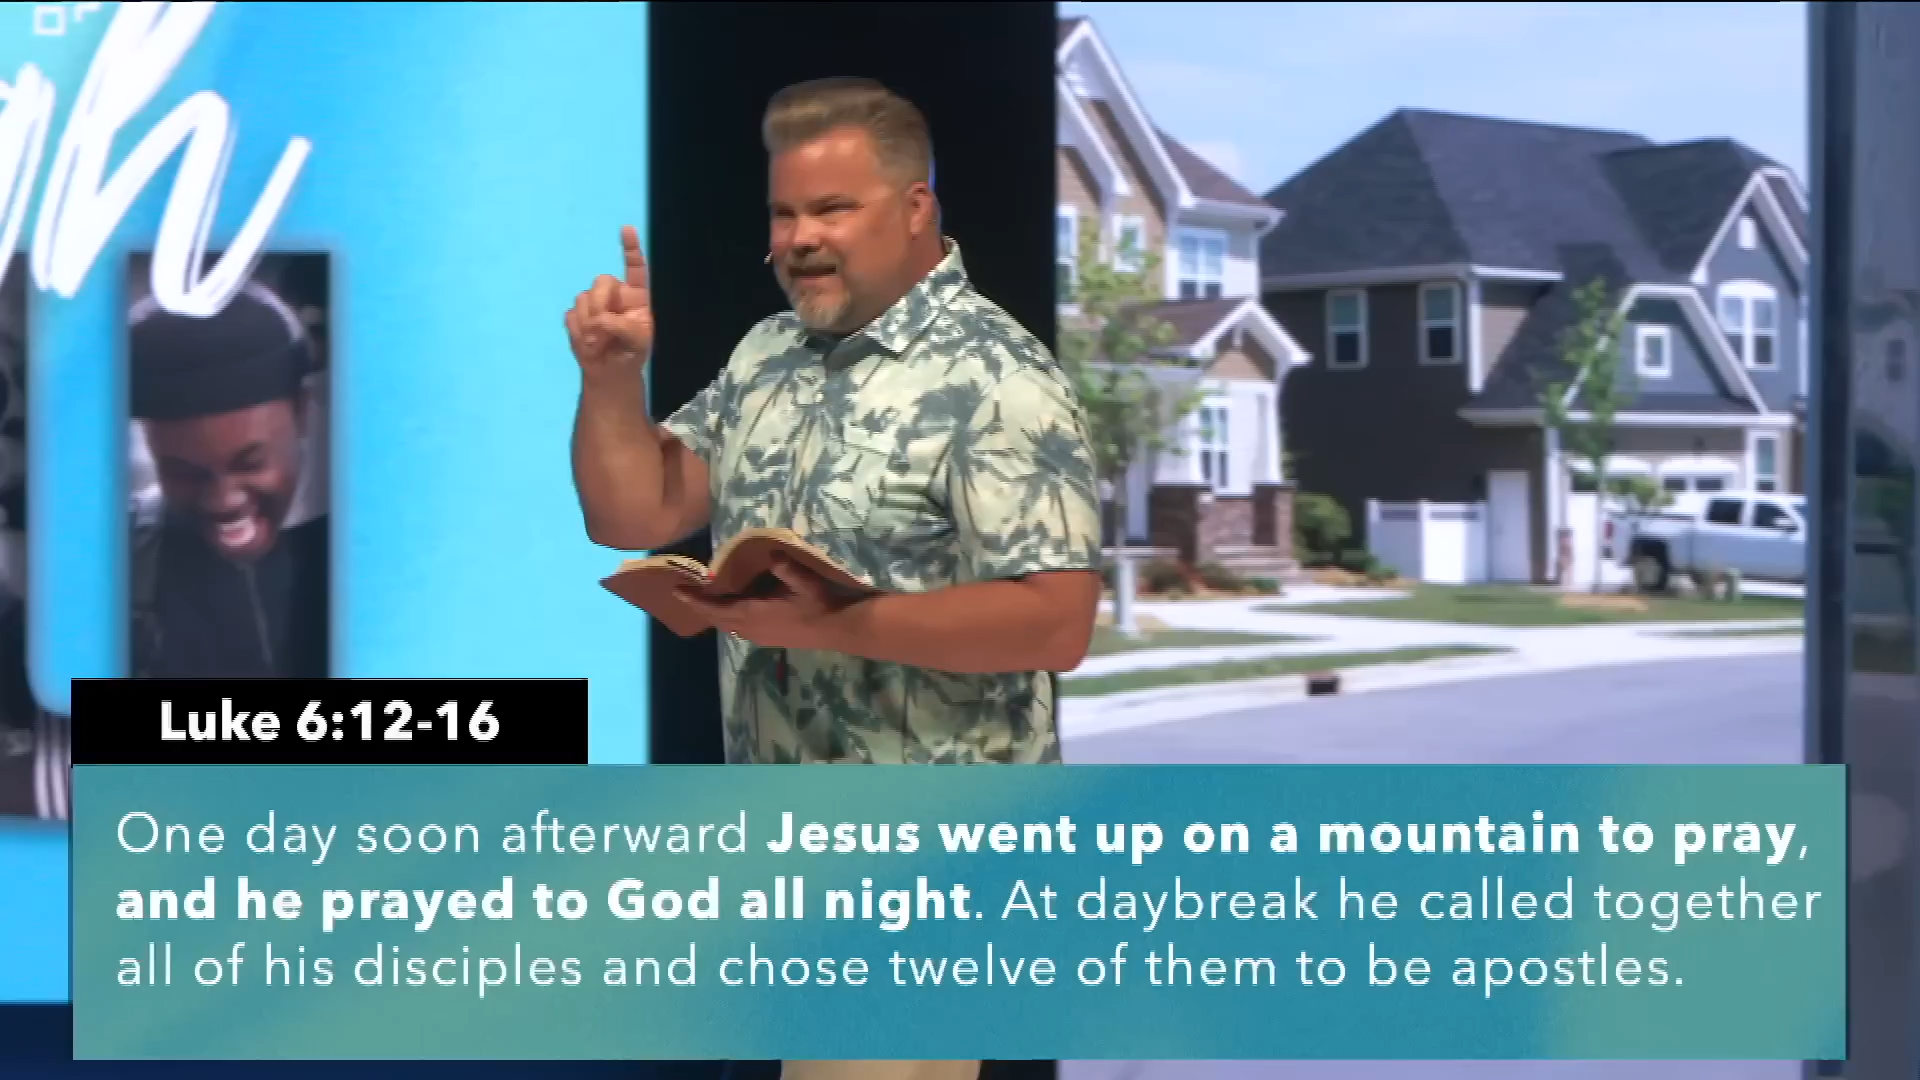 Luke 6:12-16
One day soon afterward Jesus went up on a mountain to pray,
and he prayed to God all night. At daybreak he called together
all of his disciples and chose twelve of them to be apostles.